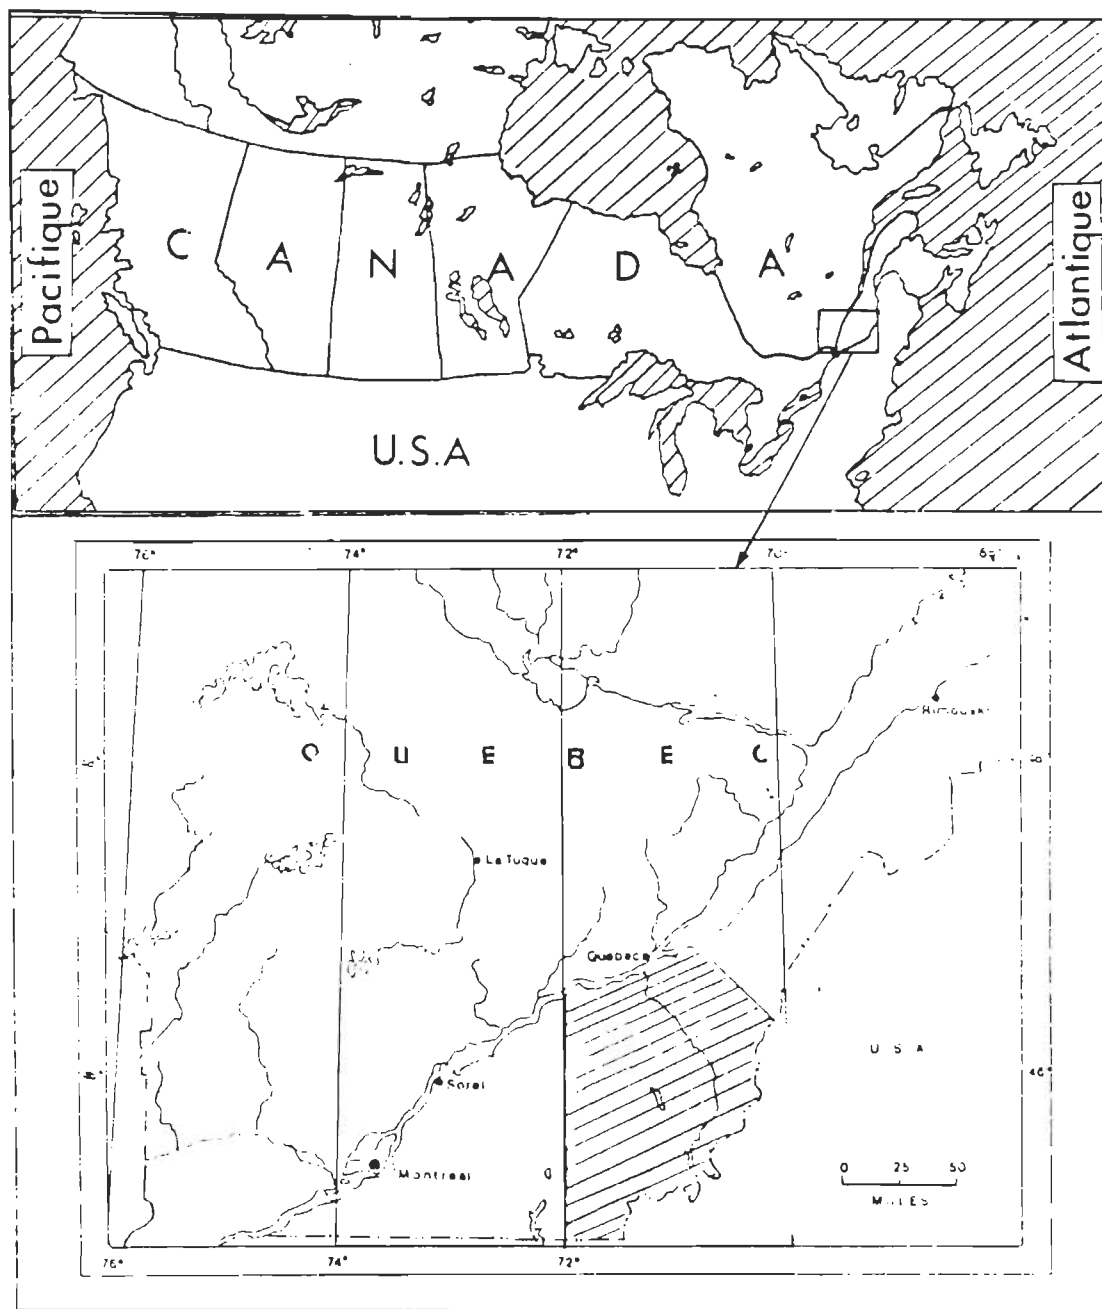 Pacifique
C A N A D A
Atlantique
U.S.A
76° 74° 72° 70°
Rimouski
Q U E B E C
La Tuque
Quebec
U S A
46°
Sorel
0 25 50
MILES
Montreal
76° 74° 72°